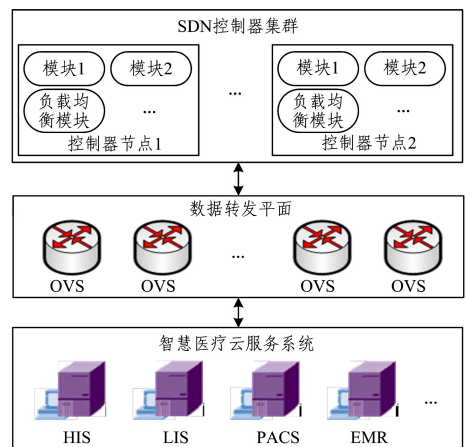 SDN控制器集群
模块1 模块2 ... 模块1 模块2
负载均衡模块 ... 负载均衡模块 ...
控制器节点1 控制器节点2
数据转发平面
...
OVS OVS OVS OVS
智慧医疗云服务系统
...
HIS LIS PACS EMR